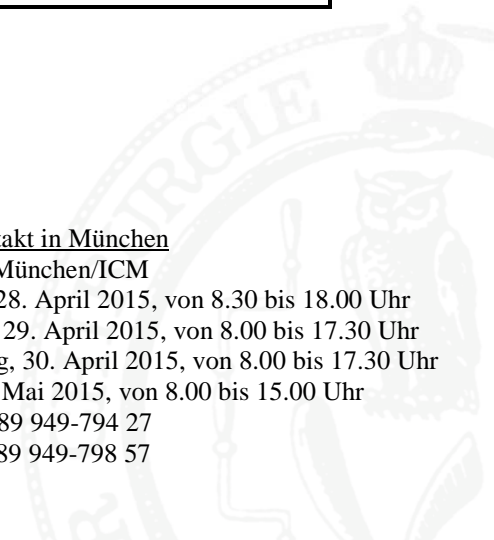 takt in München
München/ICM
28. April 2015, von 8.30 bis 18.00 Uhr
29. April 2015, von 8.00 bis 17.30 Uhr
g, 30. April 2015, von 8.00 bis 17.30 Uhr
Mai 2015, von 8.00 bis 15.00 Uhr
89 949-794 27
89 949-798 57